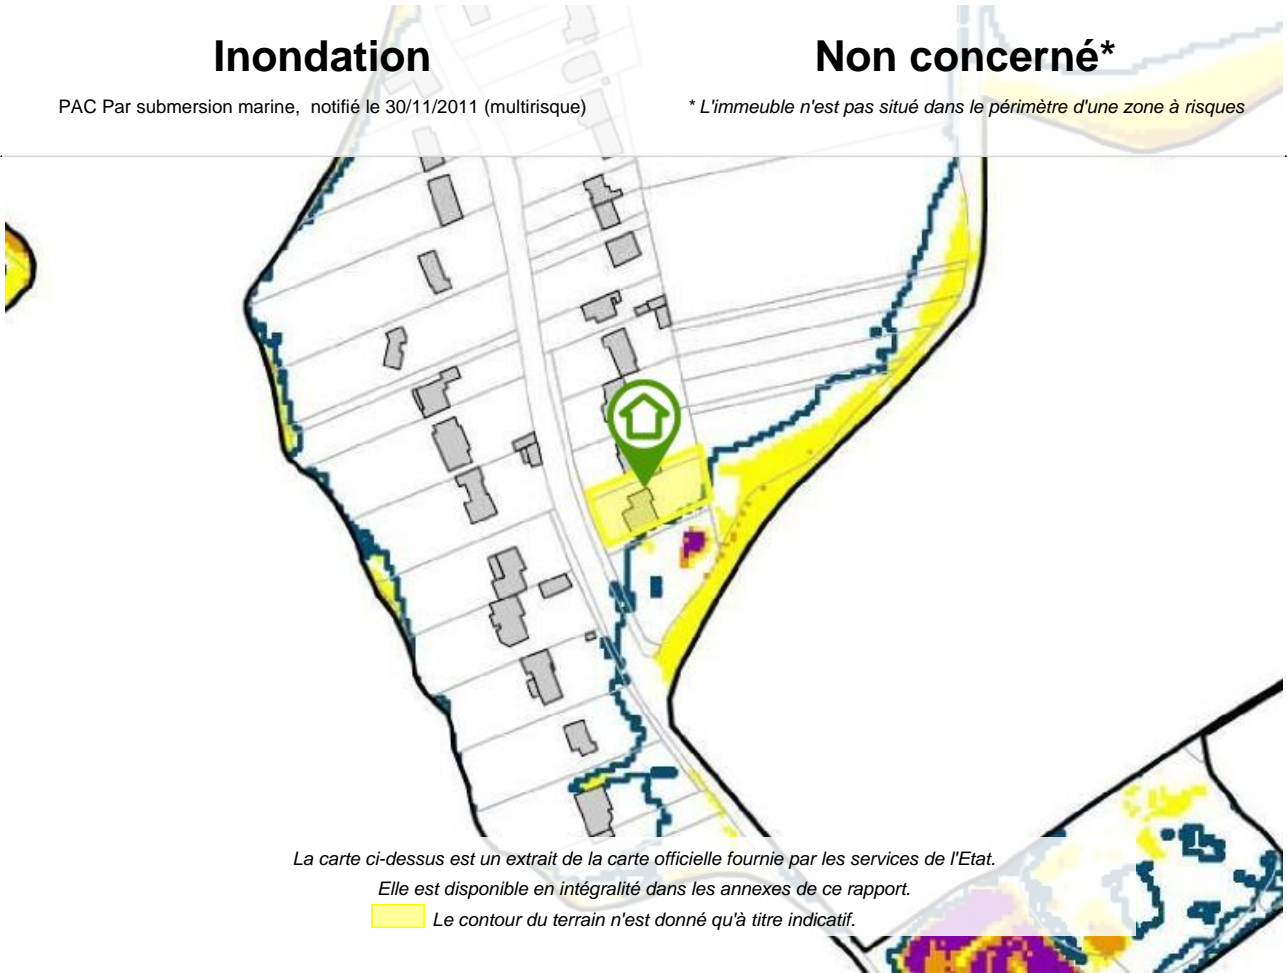 Inondation
Non concerné*
PAC Par submersion marine, notifié le 30/11/2011 (multirisque)
* L'immeuble n'est pas situé dans le périmètre d'une zone à risques
La carte ci-dessus est un extrait de la carte officielle fournie par les services de l'Etat.
Elle est disponible en intégralité dans les annexes de ce rapport.
Le contour du terrain n'est donné qu'à titre indicatif.